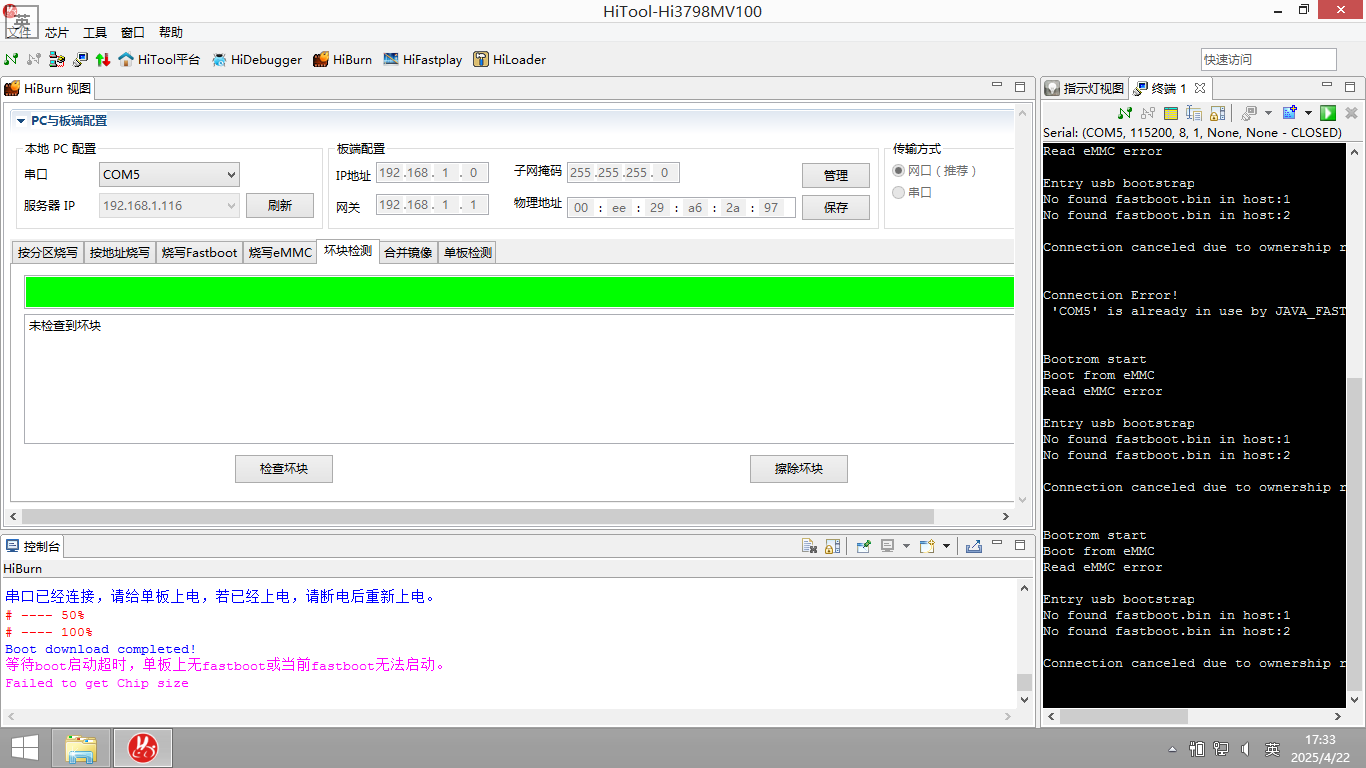 HiTool-Hi3798MV100
英
文件 芯片 工具 窗口 帮助
HiTool平台 HiDebugger HiBurn HiFastplay HiLoader 快速访问
HiBurn 视图
PC与板端配置
本地 PC 配置
串口 COM5
服务器 IP 192.168.1.116 刷新
板端配置
IP地址 192 .168 . 1 . 0 子网掩码 255 .255 .255 . 0 管理
网关 192 .168 . 1 . 1 物理地址 00 : ee : 29 : a6 : 2a : 97 保存
传输方式
网口（推荐）
串口
按分区烧写 按地址烧写 烧写Fastboot 烧写eMMC 坏块检测 合并镜像 单板检测
未检查到坏块
检查坏块 擦除坏块
控制台
HiBurn
串口已经连接，请给单板上电，若已经上电，请断电后重新上电。
# ---- 50%
# ---- 100%
Boot download completed!
等待boot启动超时，单板上无fastboot或当前fastboot无法启动。
Failed to get Chip size
指示灯视图 终端 1
Serial: (COM5, 115200, 8, 1, None, None - CLOSED)
Read eMMC error
Entry usb bootstrap
No found fastboot.bin in host:1
No found fastboot.bin in host:2
Connection canceled due to ownership r
Connection Error!
'COM5' is already in use by JAVA_FAST
Bootrom start
Boot from eMMC
Read eMMC error
Entry usb bootstrap
No found fastboot.bin in host:1
No found fastboot.bin in host:2
Connection canceled due to ownership r
Bootrom start
Boot from eMMC
Read eMMC error
Entry usb bootstrap
No found fastboot.bin in host:1
No found fastboot.bin in host:2
Connection canceled due to ownership r
英
17:33
2025/4/22